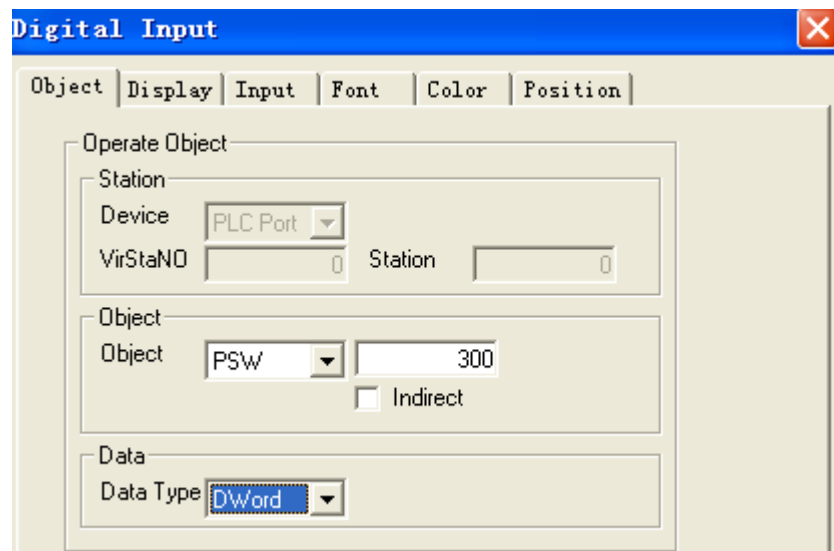 Digital Input
Object Display Input Font Color Position
Operate Object
Station
Device PLC Port
VirStaNO 0 Station 0
Object
Object PSW 300
Indirect
Data
Data Type DWord